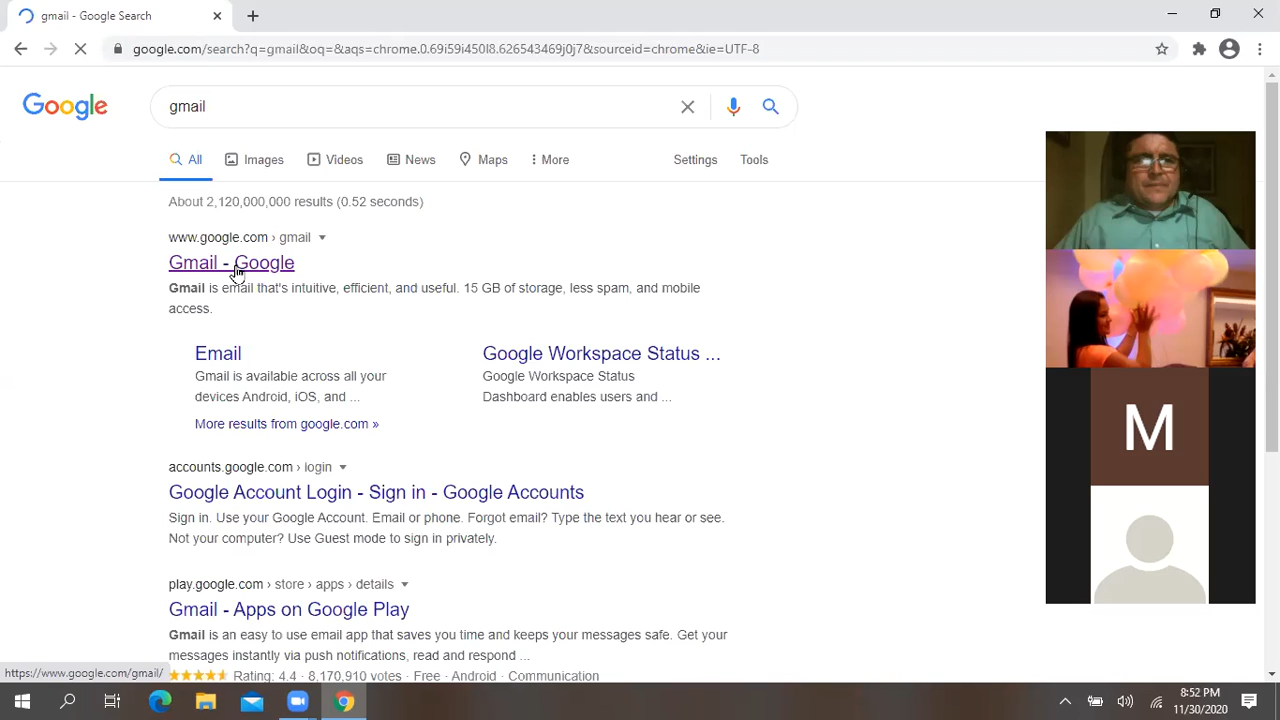 gmail - Google Search
google.com/search?q=gmail&oq=&aqs=chrome.0.69i59i450l8.626543469j0j7&sourceid=chrome&ie=UTF-8
Google
gmail
All
Images
Videos
News
Maps
More
Settings
Tools
About 2,120,000,000 results (0.52 seconds)
www.google.com › gmail
Gmail - Google
Gmail is email that's intuitive, efficient, and useful. 15 GB of storage, less spam, and mobile
access.
Email
Gmail is available across all your
devices Android, iOS, and ...
Google Workspace Status ...
Google Workspace Status
Dashboard enables users and ...
More results from google.com »
accounts.google.com › login
Google Account Login - Sign in - Google Accounts
Sign in. Use your Google Account. Email or phone. Forgot email? Type the text you hear or see.
Not your computer? Use Guest mode to sign in privately.
play.google.com › store › apps › details
Gmail - Apps on Google Play
Gmail is an easy to use email app that saves you time and keeps your messages safe. Get your
messages instantly via push notifications, read and respond ...
Rating: 4.4 · 8,170,910 votes · Free · Android · Communication
https://www.google.com/gmail/
M
8:52 PM
11/30/2020